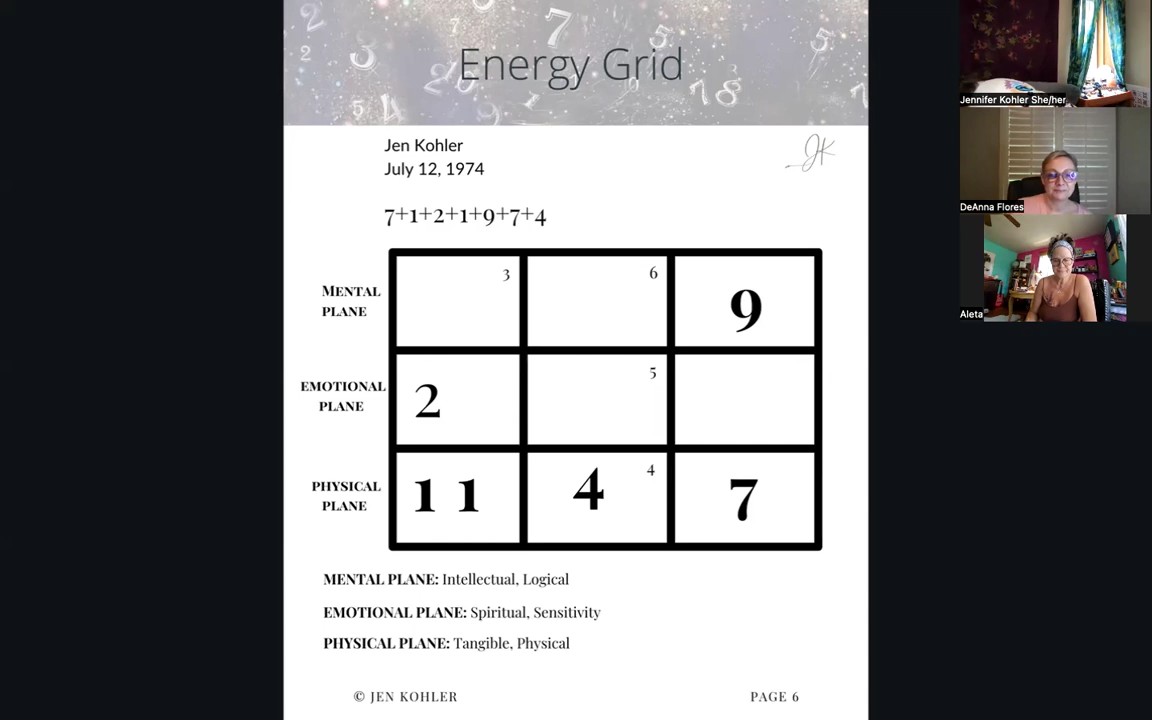 Energy Grid
Jen Kohler
July 12, 1974
JK
7+1+2+1+9+7+4
MENTAL PLANE
3
6
9
EMOTIONAL PLANE
2
5
PHYSICAL PLANE
1 1
4
4
7
MENTAL PLANE: Intellectual, Logical
EMOTIONAL PLANE: Spiritual, Sensitivity
PHYSICAL PLANE: Tangible, Physical
© JEN KOHLER
PAGE 6
Jennifer Kohler She/her
DeAnna Flores
Aleta